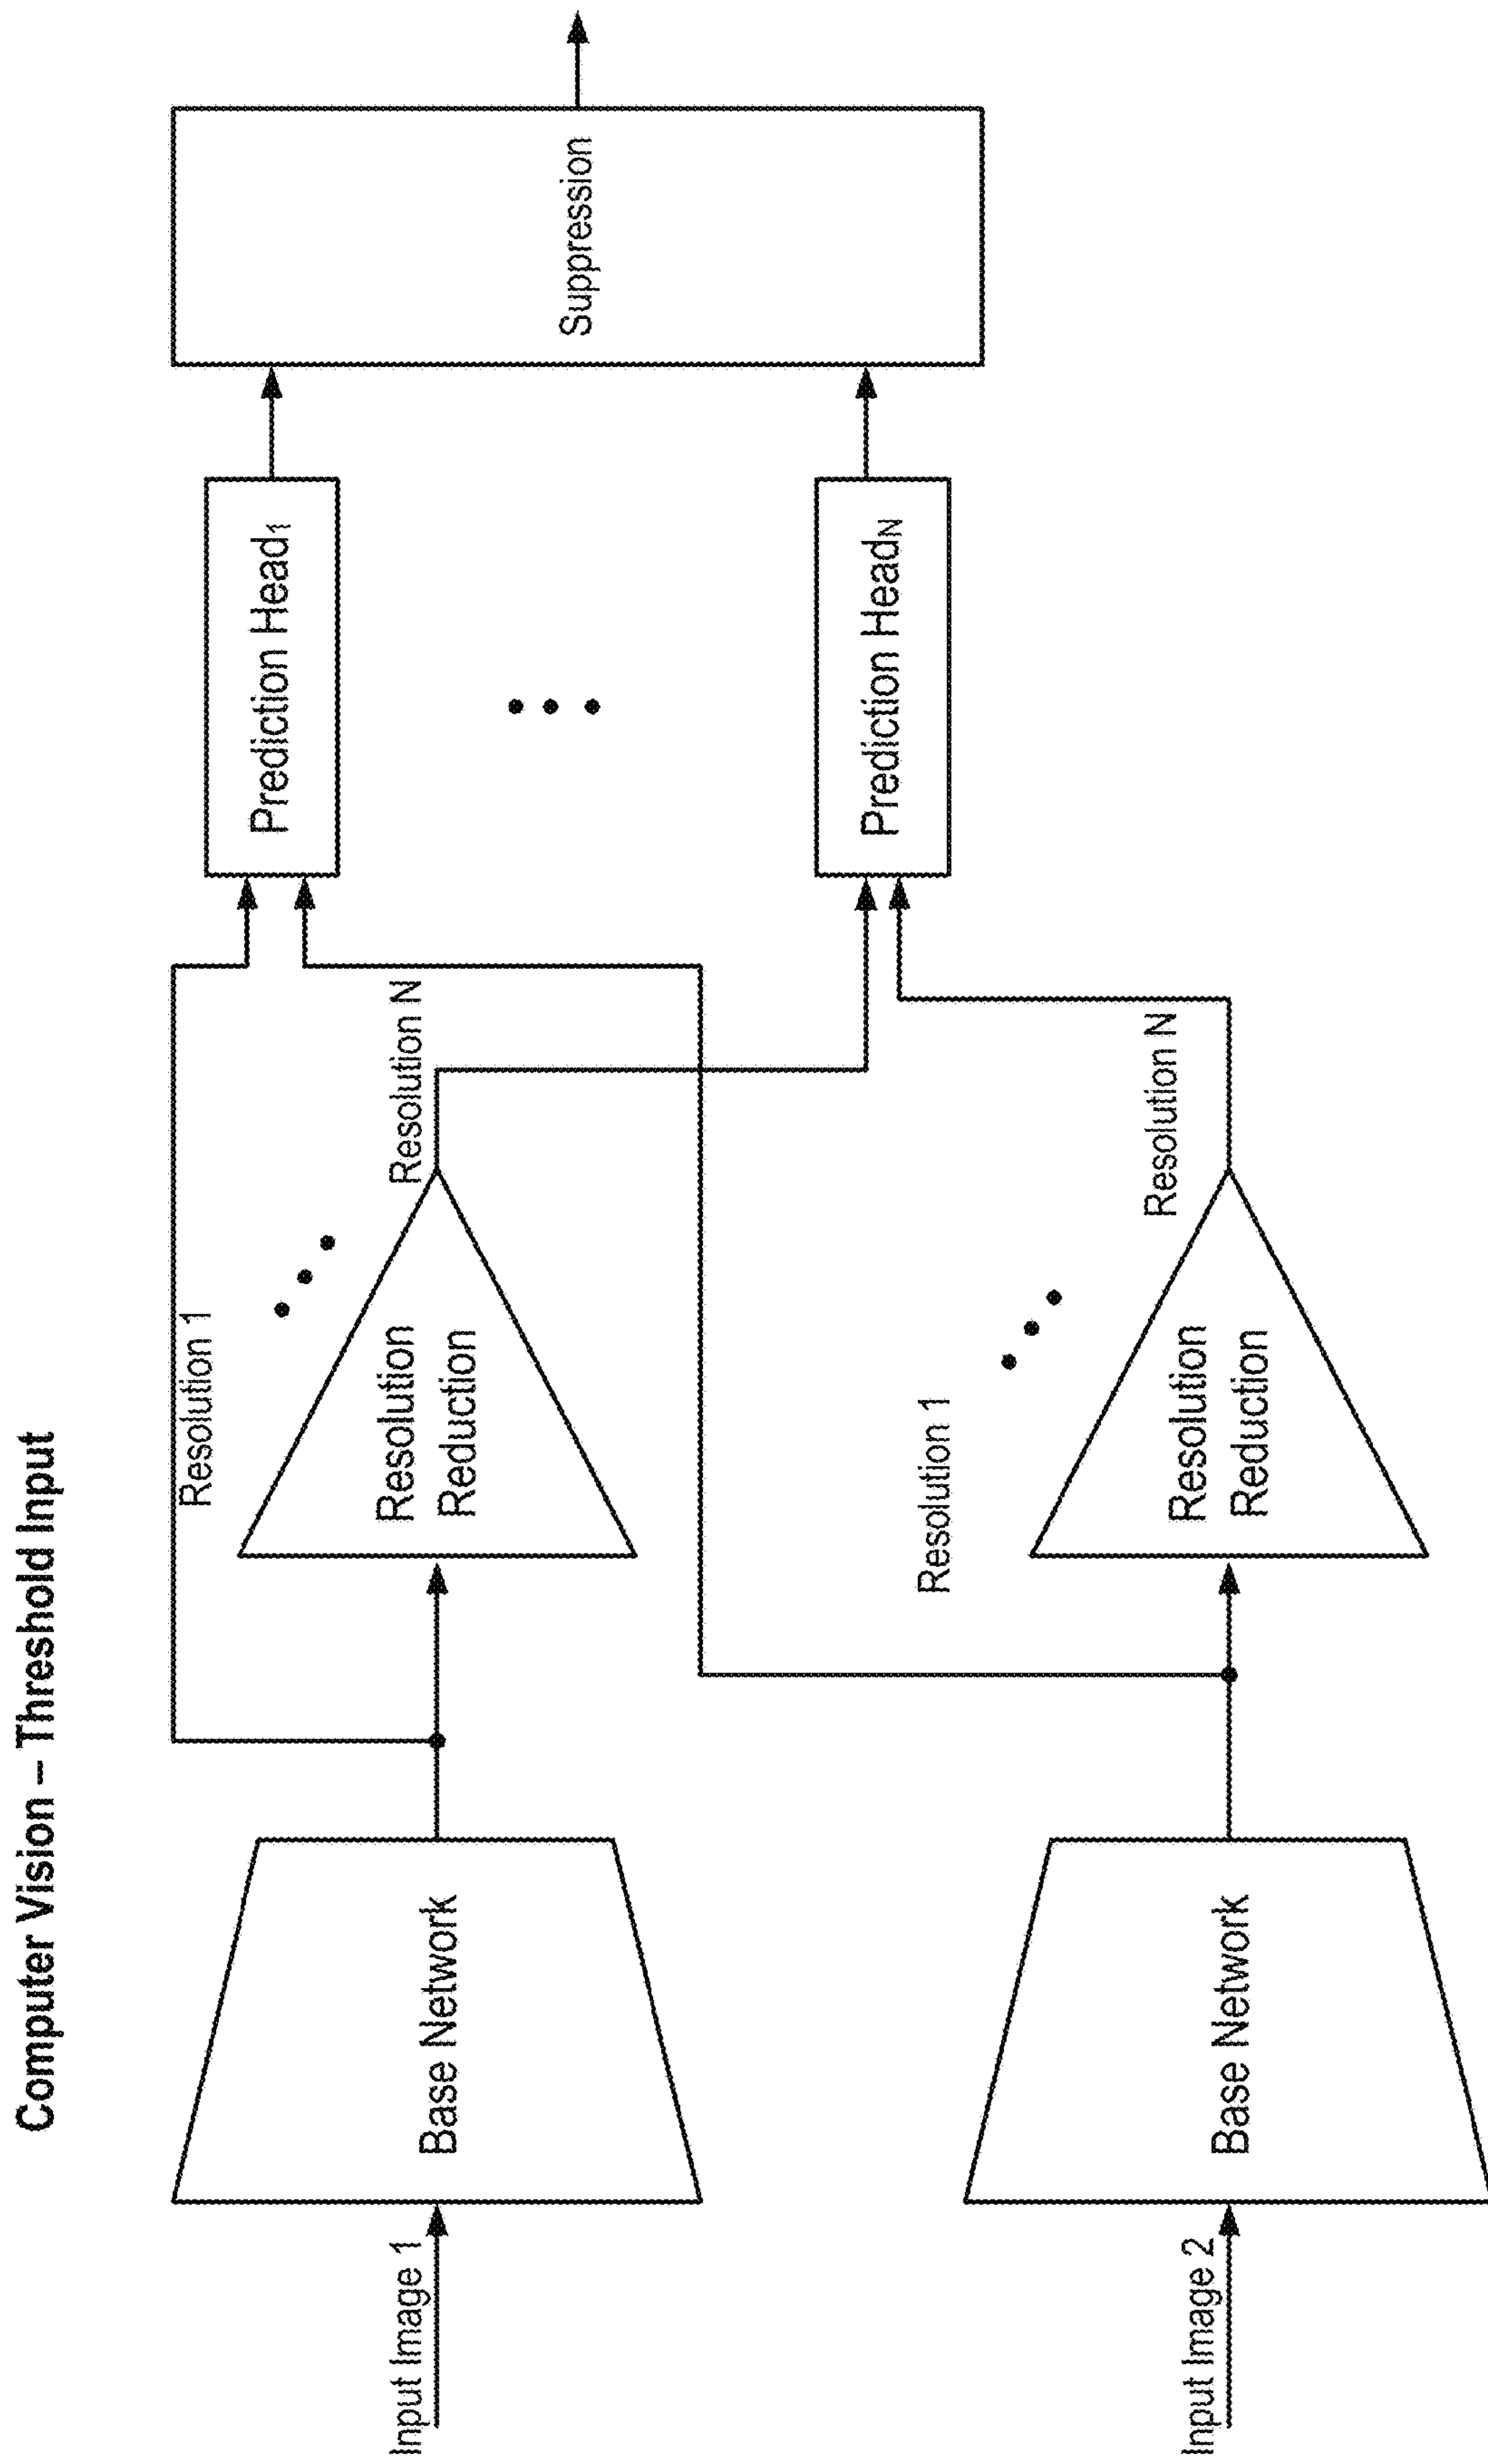 Computer Vision – Threshold Input
Input Image 1
Base Network
Resolution 1
Resolution
Reduction
Resolution N
Prediction Head1
Suppression
Input Image 2
Base Network
Resolution 1
Resolution
Reduction
Resolution N
Prediction HeadN